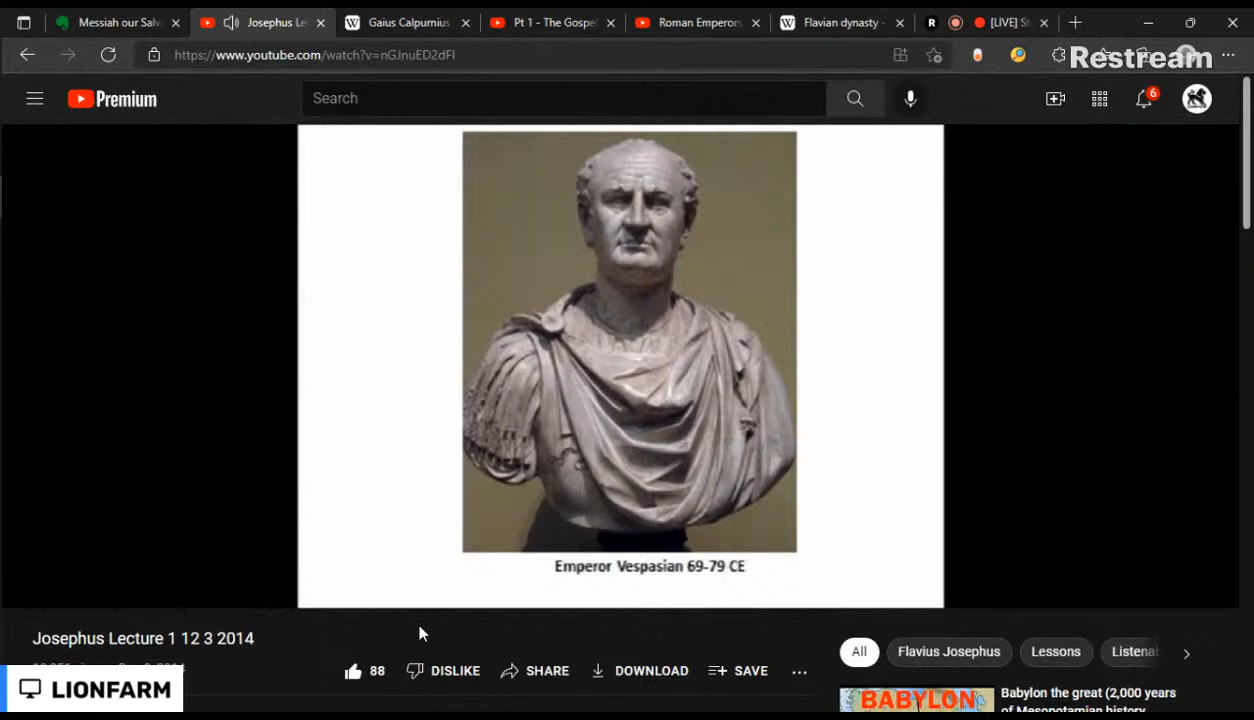 Messiah our Salv
Josephus Le
Gaius Calpurnius
Pt 1 - The Gospel
Roman Emperors
Flavian dynasty -
R
[LIVE] S
https://www.youtube.com/watch?v=nGJnuED2dFI
Restream
Premium
Search
6
Emperor Vespasian 69-79 CE
Josephus Lecture 1 12 3 2014
88
DISLIKE
SHARE
DOWNLOAD
SAVE
All
Flavius Josephus
Lessons
Listena
LIONFARM
BABYLON
Babylon the great (2,000 years
of Mesopotamian history